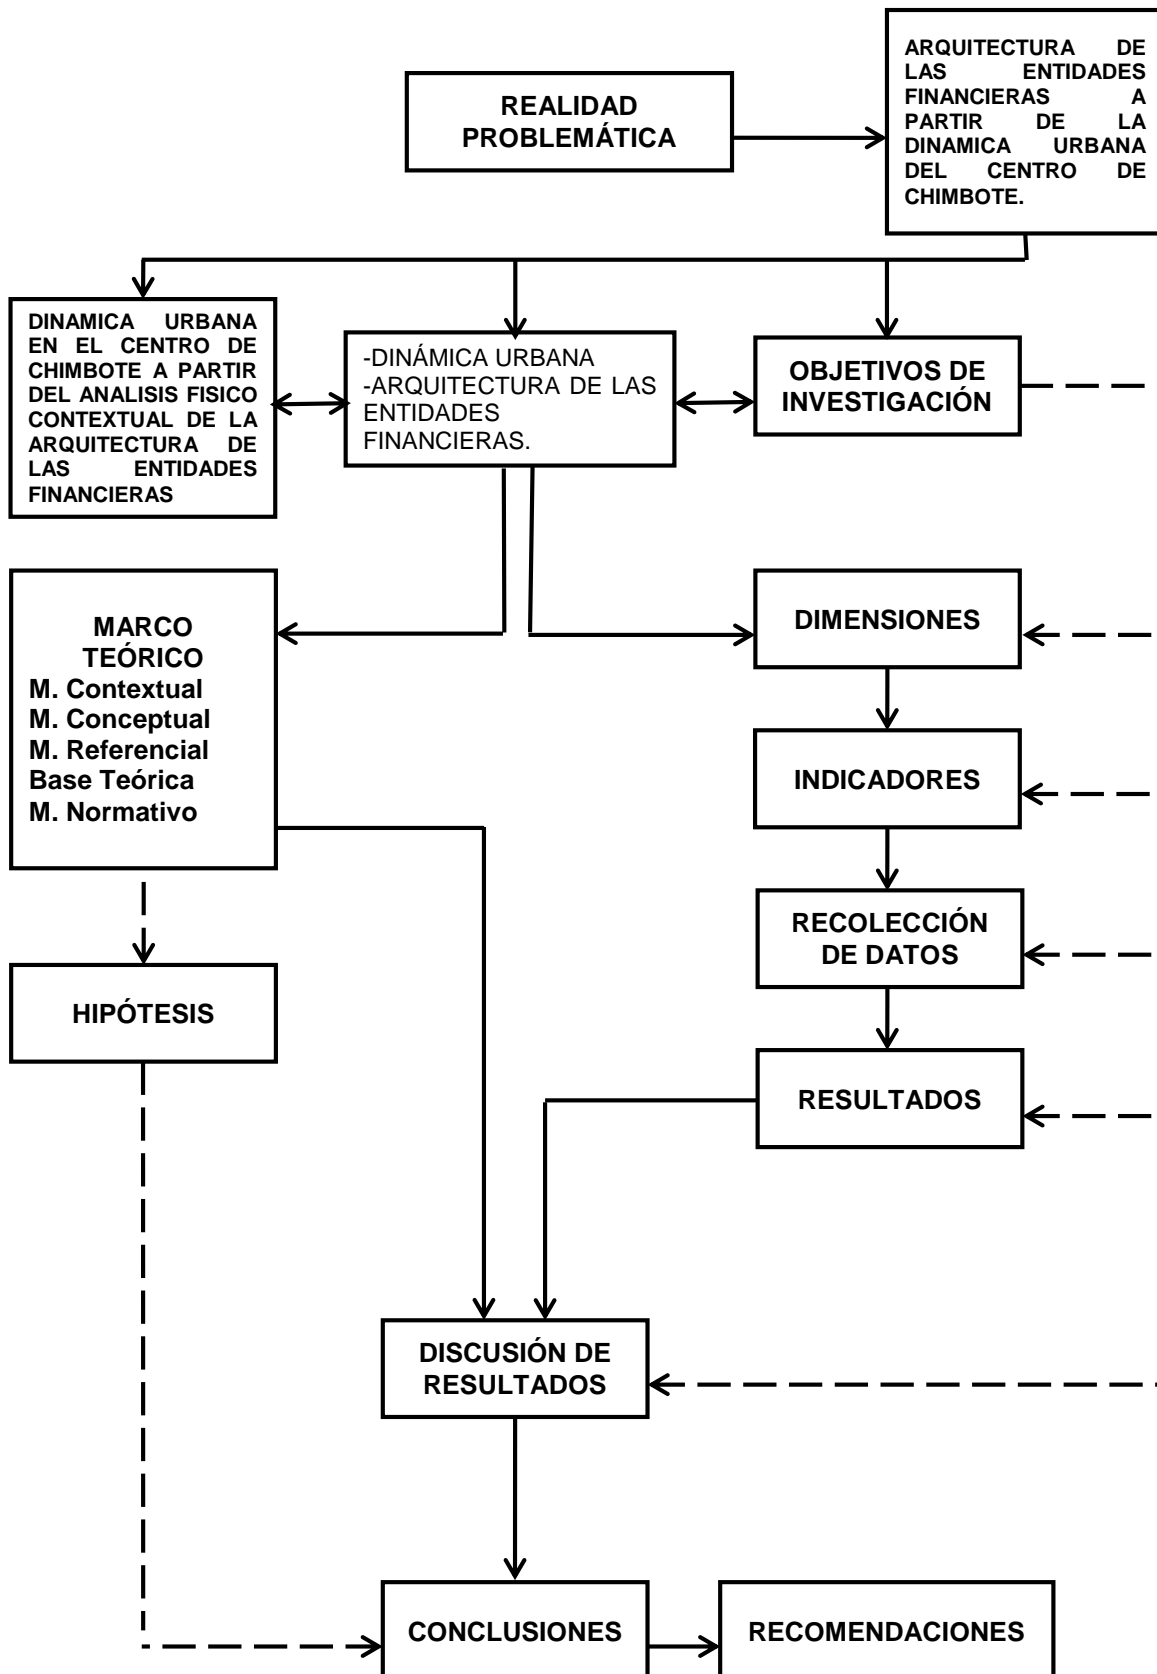 REALIDAD
PROBLEMÁTICA
ARQUITECTURA DE
LAS ENTIDADES
FINANCIERAS A
PARTIR DE LA
DINAMICA URBANA
DEL CENTRO DE
CHIMBOTE.
DINAMICA URBANA
EN EL CENTRO DE
CHIMBOTE A PARTIR
DEL ANALISIS FISICO
CONTEXTUAL DE LA
ARQUITECTURA DE
LAS ENTIDADES
FINANCIERAS
-DINÁMICA URBANA
-ARQUITECTURA DE LAS
ENTIDADES
FINANCIERAS.
OBJETIVOS DE
INVESTIGACIÓN
MARCO
TEÓRICO
M. Contextual
M. Conceptual
M. Referencial
Base Teórica
M. Normativo
DIMENSIONES
INDICADORES
RECOLECCIÓN
DE DATOS
HIPÓTESIS
RESULTADOS
DISCUSIÓN DE
RESULTADOS
CONCLUSIONES
RECOMENDACIONES